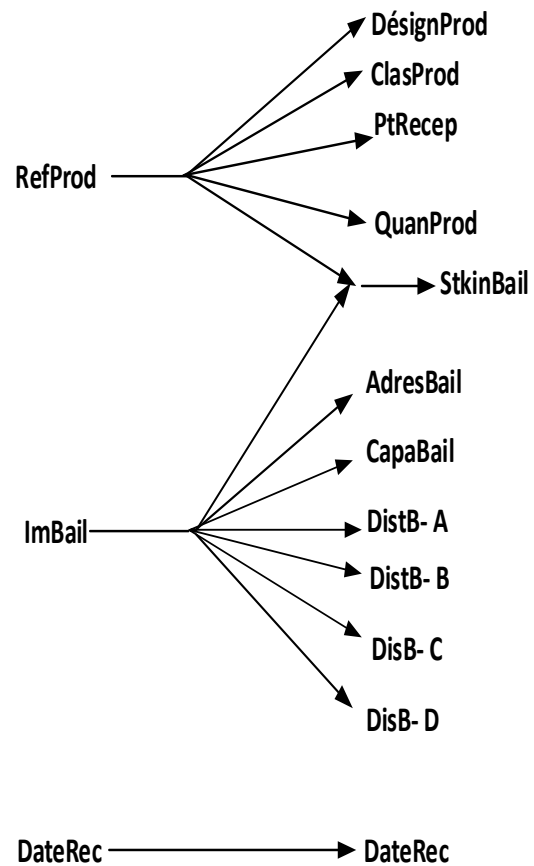 DésignProd
ClasProd
PtRecep
RefProd
QuanProd
StkinBail
AdresBail
CapaBail
ImBail
DistB- A
DistB- B
DisB- C
DisB- D
DateRec DateRec